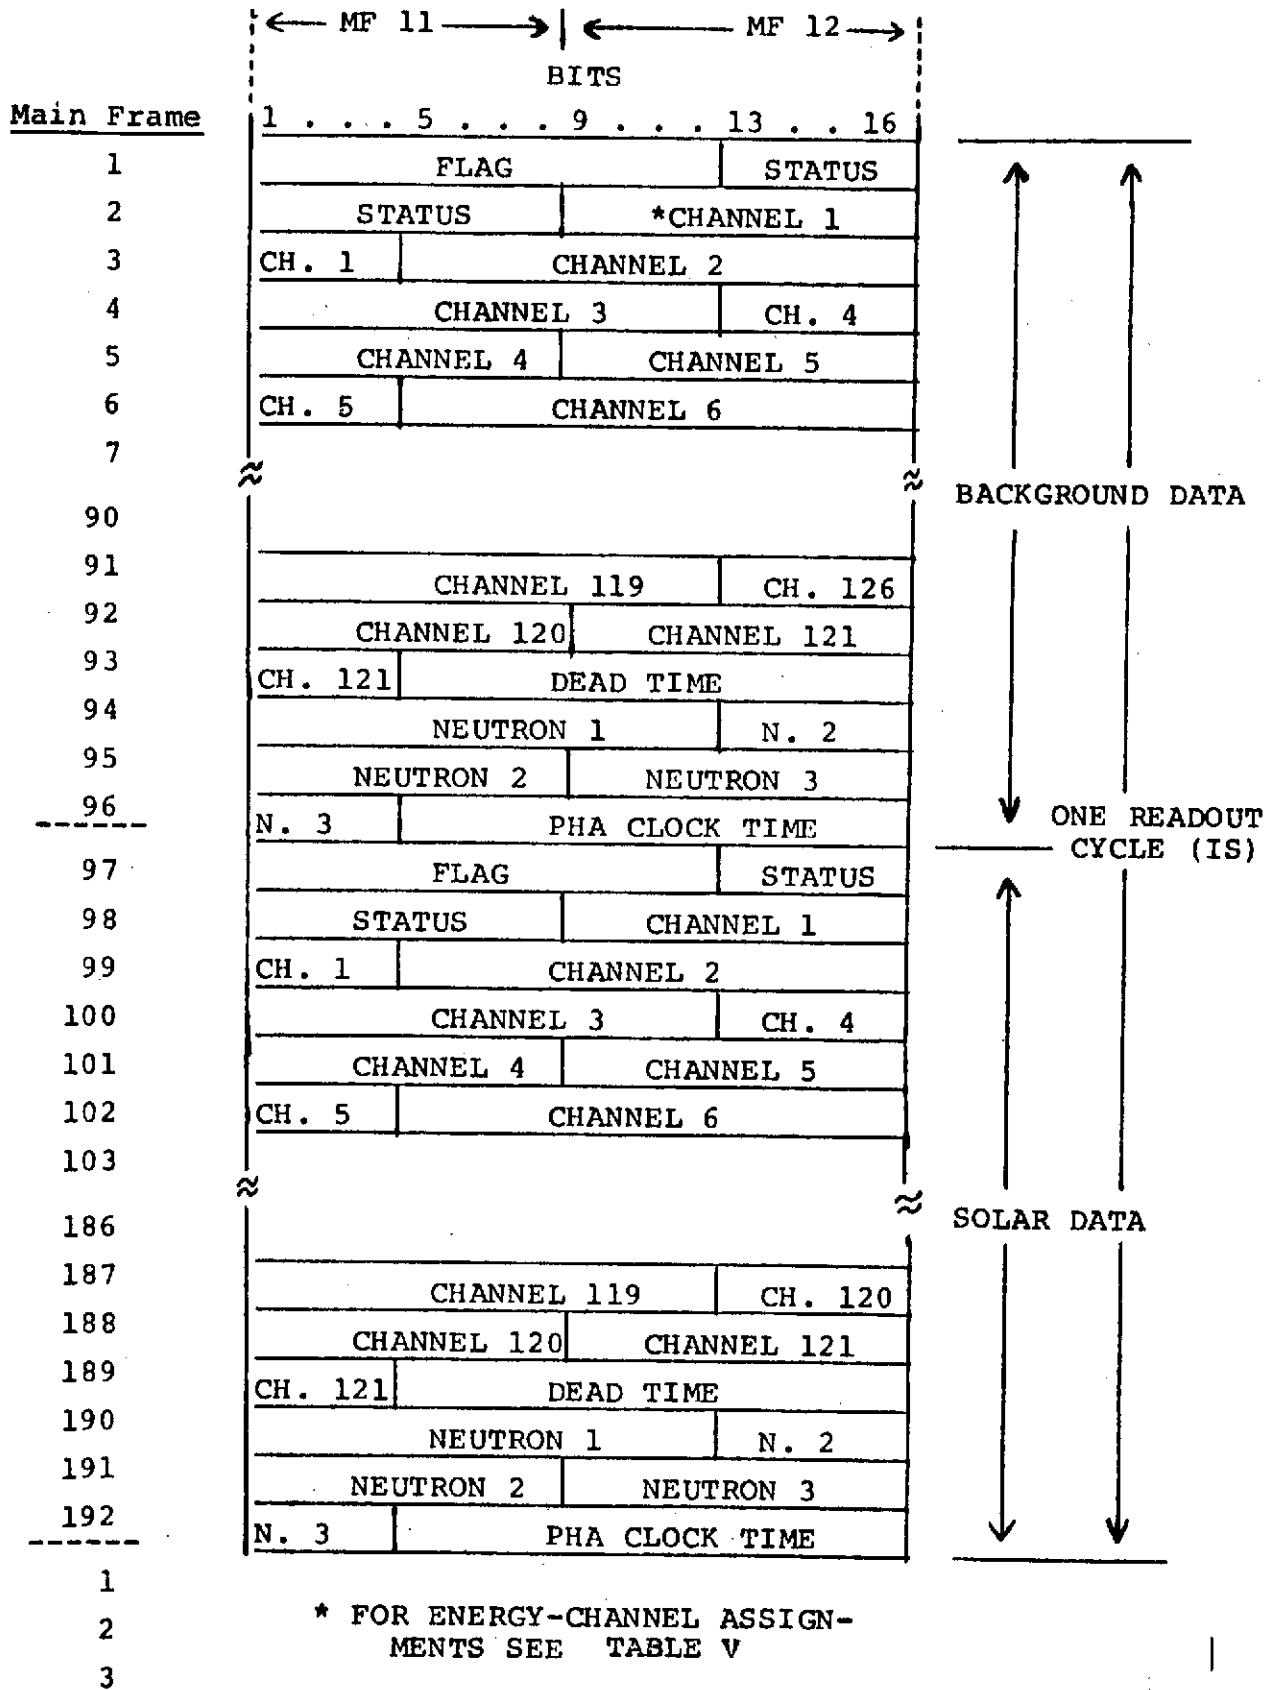 MF 11 MF 12
BITS
Main Frame 1 . . . 5 . . . 9 . . . 13 . . 16
1 FLAG STATUS
2 STATUS *CHANNEL 1
3 CH. 1 CHANNEL 2
4 CHANNEL 3 CH. 4
5 CHANNEL 4 CHANNEL 5
6 CH. 5 CHANNEL 6
7
BACKGROUND DATA
90
91 CHANNEL 119 CH. 126
92 CHANNEL 120 CHANNEL 121
93 CH. 121 DEAD TIME
94 NEUTRON 1 N. 2
95 NEUTRON 2 NEUTRON 3
96 N. 3 PHA CLOCK TIME
ONE READOUT
CYCLE (IS)
97 FLAG STATUS
98 STATUS CHANNEL 1
99 CH. 1 CHANNEL 2
100 CHANNEL 3 CH. 4
101 CHANNEL 4 CHANNEL 5
102 CH. 5 CHANNEL 6
103
186
SOLAR DATA
187 CHANNEL 119 CH. 120
188 CHANNEL 120 CHANNEL 121
189 CH. 121 DEAD TIME
190 NEUTRON 1 N. 2
191 NEUTRON 2 NEUTRON 3
192 N. 3 PHA CLOCK TIME
1
2
3
* FOR ENERGY-CHANNEL ASSIGN-
MENTS SEE TABLE V